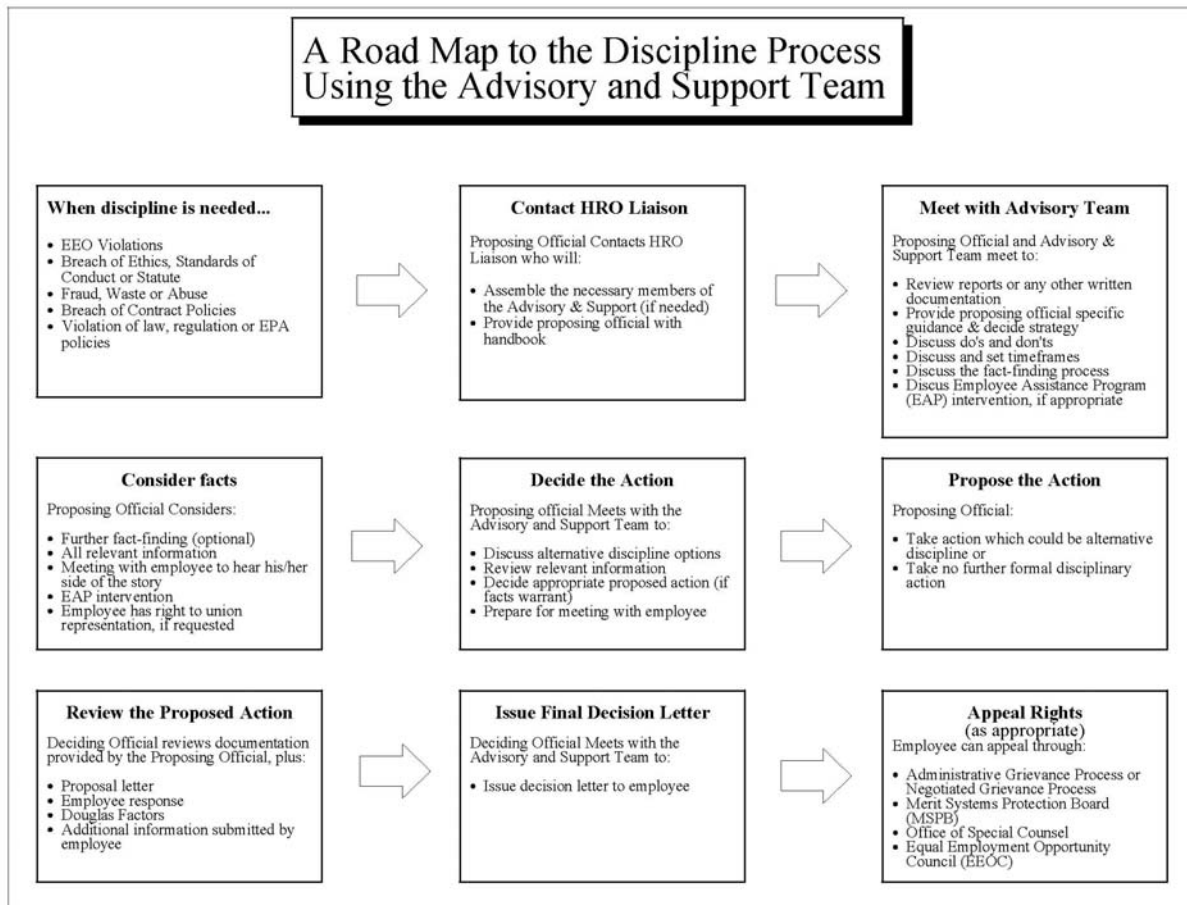 A Road Map to the Discipline Process
Using the Advisory and Support Team
When discipline is needed...
• EEO Violations
• Breach of Ethics, Standards of
Conduct or Statute
• Fraud, Waste or Abuse
• Breach of Contract Policies
• Violation of law, regulation or EPA
policies
Contact HRO Liaison
Proposing Official Contacts HRO
Liaison who will:
• Assemble the necessary members of
the Advisory & Support (if needed)
• Provide proposing official with
handbook
Meet with Advisory Team
Proposing Official and Advisory &
Support Team meet to:
• Review reports or any other written
documentation
• Provide proposing official specific
guidance & decide strategy
• Discuss do's and don'ts
• Discuss and set timeframes
• Discuss the fact-finding process
• Discus Employee Assistance Program
(EAP) intervention, if appropriate
Consider facts
Proposing Official Considers:
• Further fact-finding (optional)
• All relevant information
• Meeting with employee to hear his/her
side of the story
• EAP intervention
• Employee has right to union
representation, if requested
Decide the Action
Proposing official Meets with the
Advisory and Support Team to:
• Discuss alternative discipline options
• Review relevant information
• Decide appropriate proposed action (if
facts warrant)
• Prepare for meeting with employee
Propose the Action
Proposing Official:
• Take action which could be alternative
discipline or
• Take no further formal disciplinary
action
Review the Proposed Action
Deciding Official reviews documentation
provided by the Proposing Official, plus:
• Proposal letter
• Employee response
• Douglas Factors
• Additional information submitted by
employee
Issue Final Decision Letter
Deciding Official Meets with the
Advisory and Support Team to:
• Issue decision letter to employee
Appeal Rights
(as appropriate)
Employee can appeal through:
• Administrative Grievance Process or
Negotiated Grievance Process
• Merit Systems Protection Board
(MSPB)
• Office of Special Counsel
• Equal Employment Opportunity
Council (EEOC)